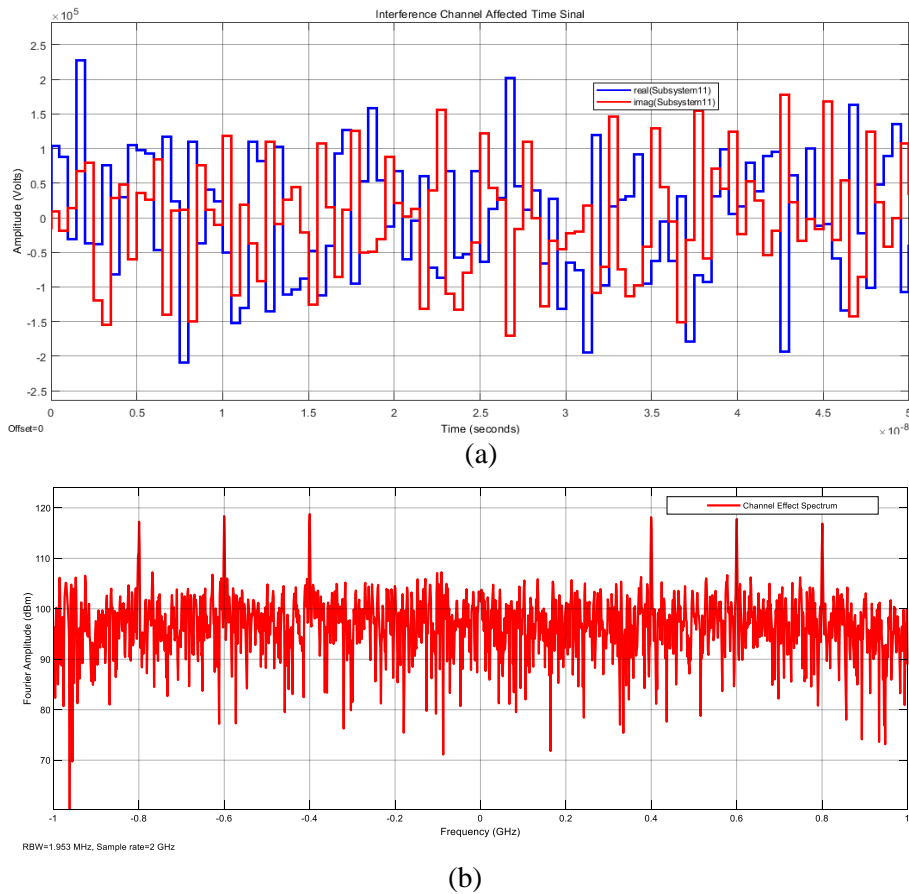 Interference Channel Affected Time Sinal
×10⁵
2.5
2
1.5
1
0.5
0
-0.5
-1
-1.5
-2
-2.5
Amplitude (Volts)
real(Subsystem11)
imag(Subsystem11)
0 0.5 1 1.5 2 2.5 3 3.5 4 4.5 5
Offset=0
Time (seconds)
×10⁻⁸
(a)
120
110
100
90
80
70
Fourier Amplitude (dBm)
Channel Effect Spectrum
-1 -0.8 -0.6 -0.4 -0.2 0 0.2 0.4 0.6 0.8 1
Frequency (GHz)
RBW=1.953 MHz, Sample rate=2 GHz
(b)